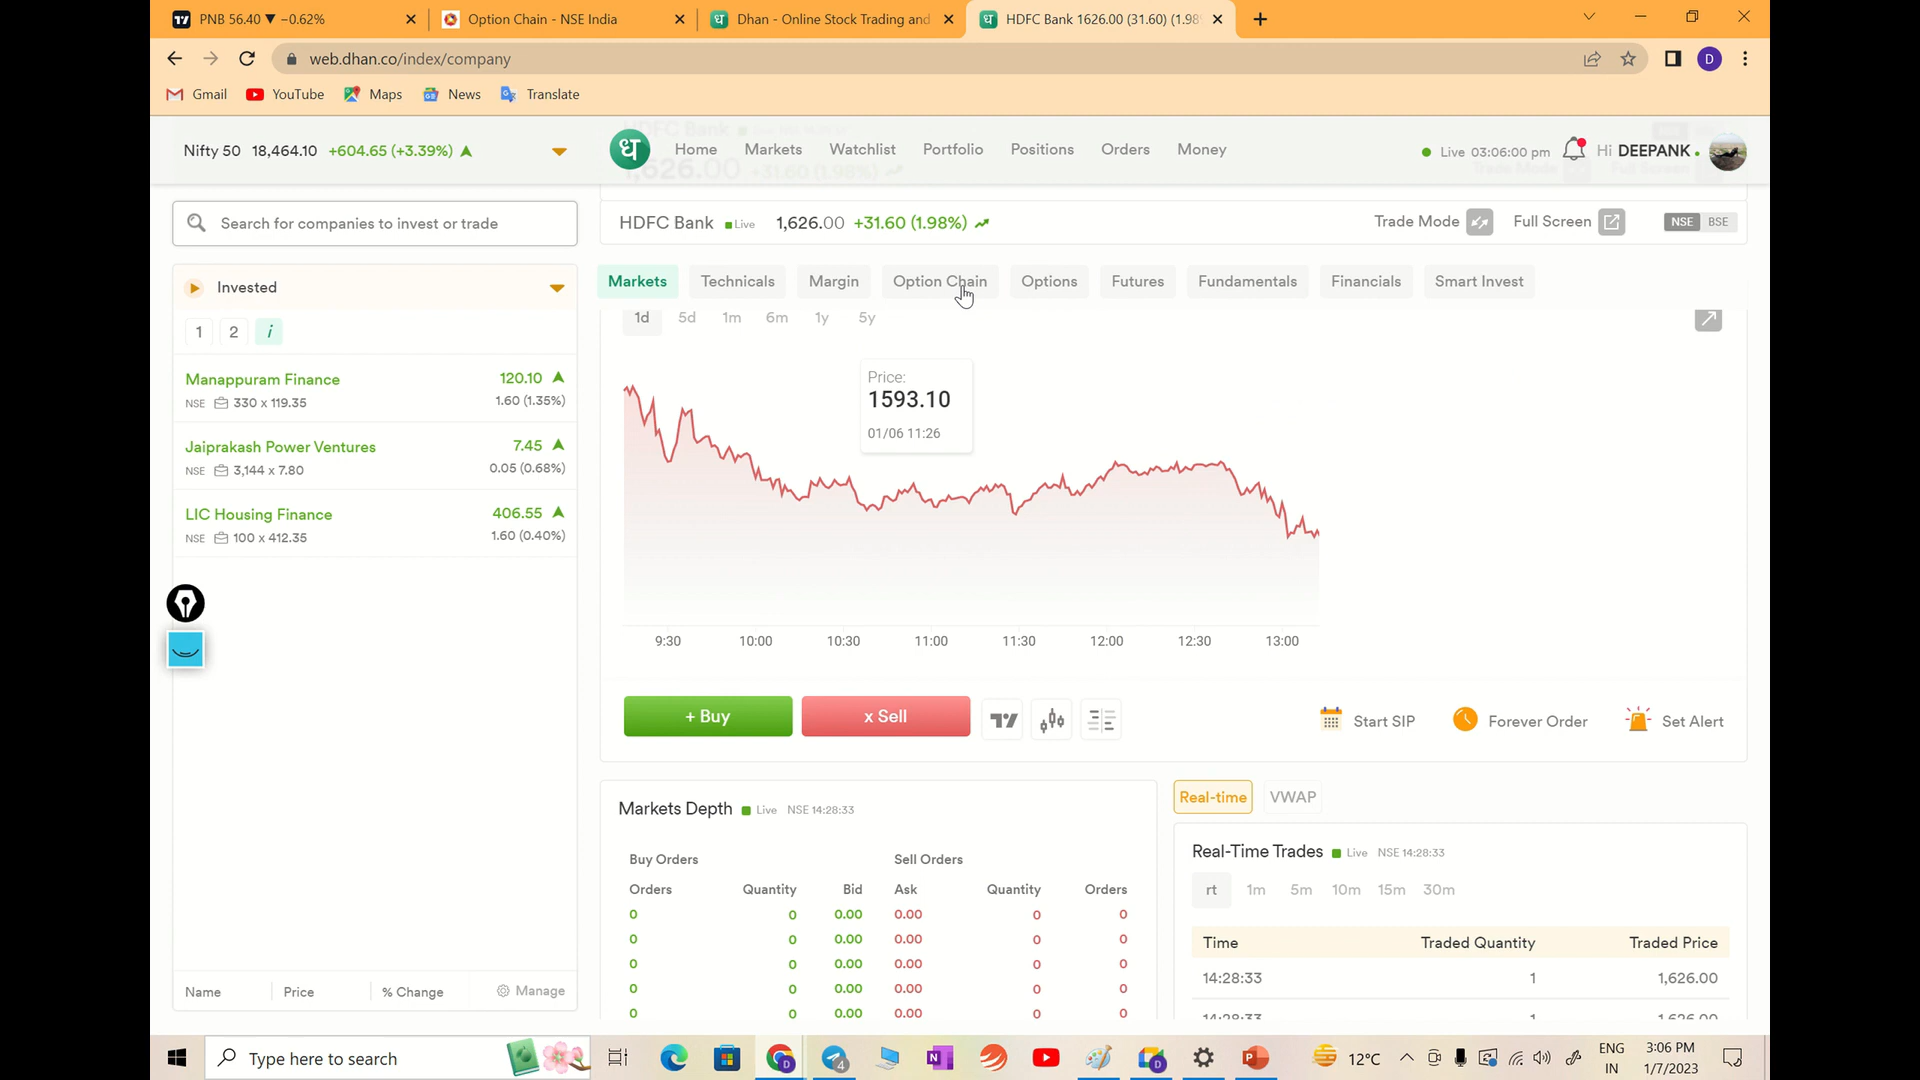 PNB 56.40 ▼ −0.62%
Option Chain - NSE India
Dhan - Online Stock Trading and
HDFC Bank 1626.00 (31.60) (1.98
web.dhan.co/index/company
D
Gmail
YouTube
Maps
News
Translate
Nifty 50 18,464.10 +604.65 (+3.39%)
ध
Home
Markets
Watchlist
Portfolio
Positions
Orders
Money
Live 03:06:00 pm
Hi DEEPANK
Search for companies to invest or trade
HDFC Bank Live 1,626.00 +31.60 (1.98%)
Trade Mode
Full Screen
NSE BSE
Invested
1 2 i
Manappuram Finance 120.10
NSE 330 x 119.35 1.60 (1.35%)
Jaiprakash Power Ventures 7.45
NSE 3,144 x 7.80 0.05 (0.68%)
LIC Housing Finance 406.55
NSE 100 x 412.35 1.60 (0.40%)
Name Price % Change Manage
Markets Technicals Margin Option Chain Options Futures Fundamentals Financials Smart Invest
1d 5d 1m 6m 1y 5y
Price:
1593.10
01/06 11:26
9:30 10:00 10:30 11:00 11:30 12:00 12:30 13:00
+ Buy
x Sell
Start SIP
Forever Order
Set Alert
Markets Depth Live NSE 14:28:33
Buy Orders Sell Orders
Orders Quantity Bid Ask Quantity Orders
0 0 0.00 0.00 0 0
0 0 0.00 0.00 0 0
0 0 0.00 0.00 0 0
0 0 0.00 0.00 0 0
0 0 0.00 0.00 0 0
Real-time VWAP
Real-Time Trades Live NSE 14:28:33
rt 1m 5m 10m 15m 30m
Time Traded Quantity Traded Price
14:28:33 1 1,626.00
14:28:33 1 1,626.00
Type here to search
12°C
ENG
IN
3:06 PM
1/7/2023